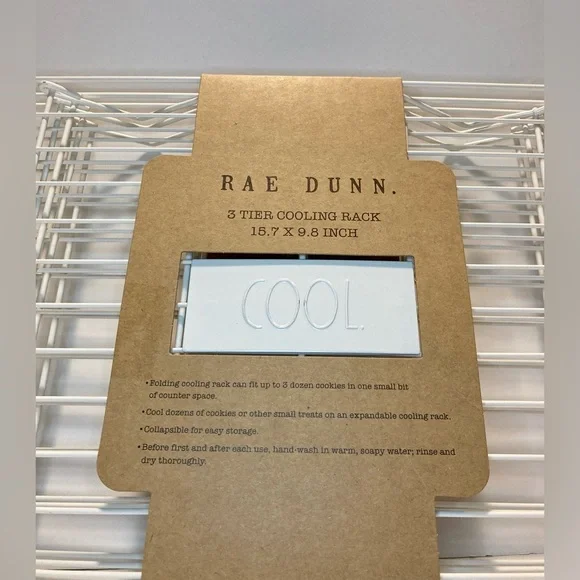 RAE DUNN.
3 TIER COOLING RACK
15.7 X 9.8 INCH
COOL.
•Folding cooling rack can fit up to 3 dozen cookies in one small bit
of counter space.
•Cool dozens of cookies or other small treats on an expandable cooling rack.
•Collapsible for easy storage.
•Before first and after each use, hand-wash in warm, soapy water; rinse and
dry thoroughly.